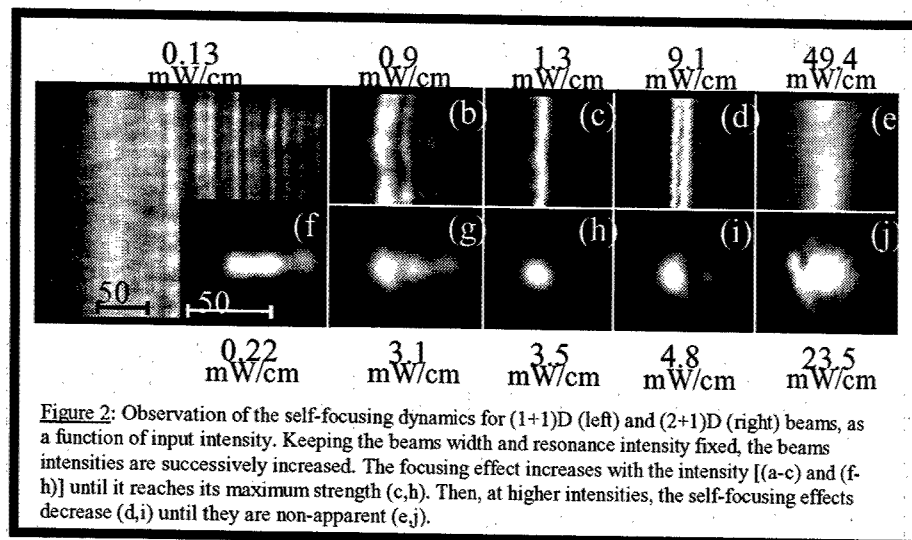 0.13 0.9 1.3 9.1 49.4
mW/cm mW/cm mW/cm mW/cm mW/cm
(b) (c) (d) (e
(f (g) (h) (i) (j)
50 50
0.22 3.1 3.5 4.8 23.5
mW/cm mW/cm mW/cm mW/cm mW/cm
Figure 2: Observation of the self-focusing dynamics for (1+1)D (left) and (2+1)D (right) beams, as
a function of input intensity. Keeping the beams width and resonance intensity fixed, the beams
intensities are successively increased. The focusing effect increases with the intensity [(a-c) and (f-
h)] until it reaches its maximum strength (c,h). Then, at higher intensities, the self-focusing effects
decrease (d,i) until they are non-apparent (e,j).